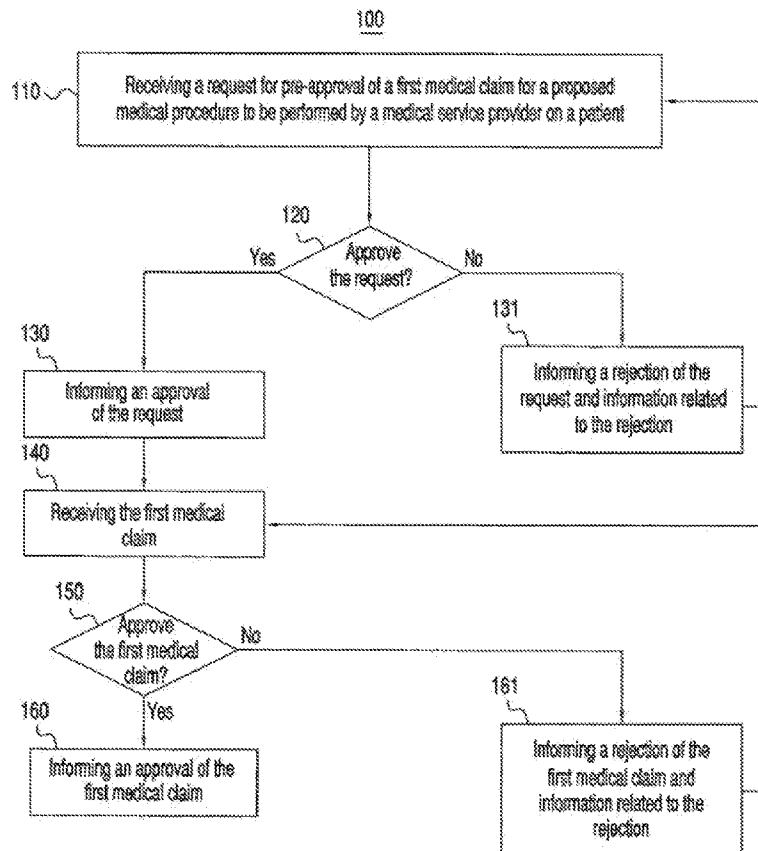 100
110
Receiving a request for pre-approval of a first medical claim for a proposed
medical procedure to be performed by a medical service provider on a patient
120
Approve
the request?
Yes
No
130
Informing an approval
of the request
131
Informing a rejection of the
request and information related
to the rejection
140
Receiving the first medical
claim
150
Approve
the first medical
claim?
No
Yes
160
Informing an approval of the
first medical claim
161
Informing a rejection of the
first medical claim and
information related to the
rejection